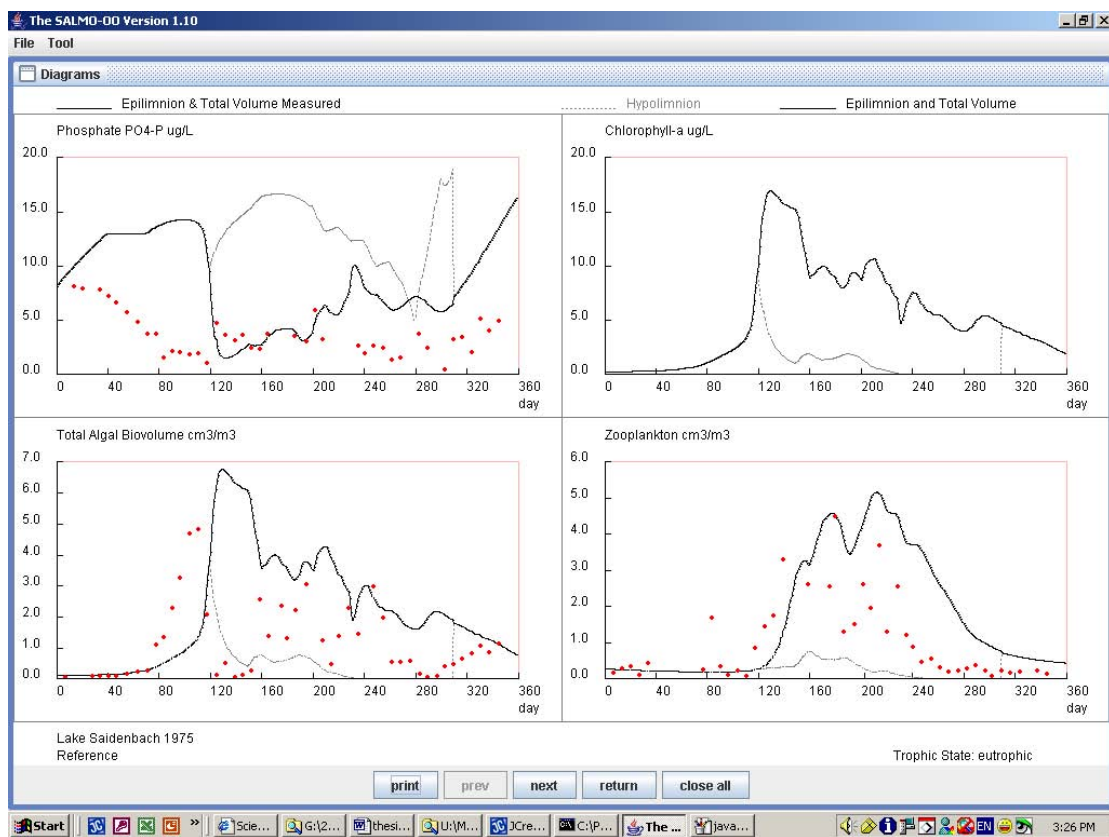 The SALMO-OO Version 1.10
File Tool
Diagrams
Epilimnion & Total Volume Measured Hypolimnion Epilimnion and Total Volume
Phosphate PO4-P ug/L
20.0
15.0
10.0
5.0
0.0
0 40 80 120 160 200 240 280 320 360
day
Chlorophyll-a ug/L
20.0
15.0
10.0
5.0
0.0
0 40 80 120 160 200 240 280 320 360
day
Total Algal Biovolume cm3/m3
7.0
6.0
5.0
4.0
3.0
2.0
1.0
0.0
0 40 80 120 160 200 240 280 320 360
day
Zooplankton cm3/m3
6.0
5.0
4.0
3.0
2.0
1.0
0.0
0 40 80 120 160 200 240 280 320 360
day
Lake Saidenbach 1975
Reference Trophic State: eutrophic
print prev next return close all
Start » Scie... G:\2... thesi... U:\M... JCre... C:\P... The ... java... EN 3:26 PM